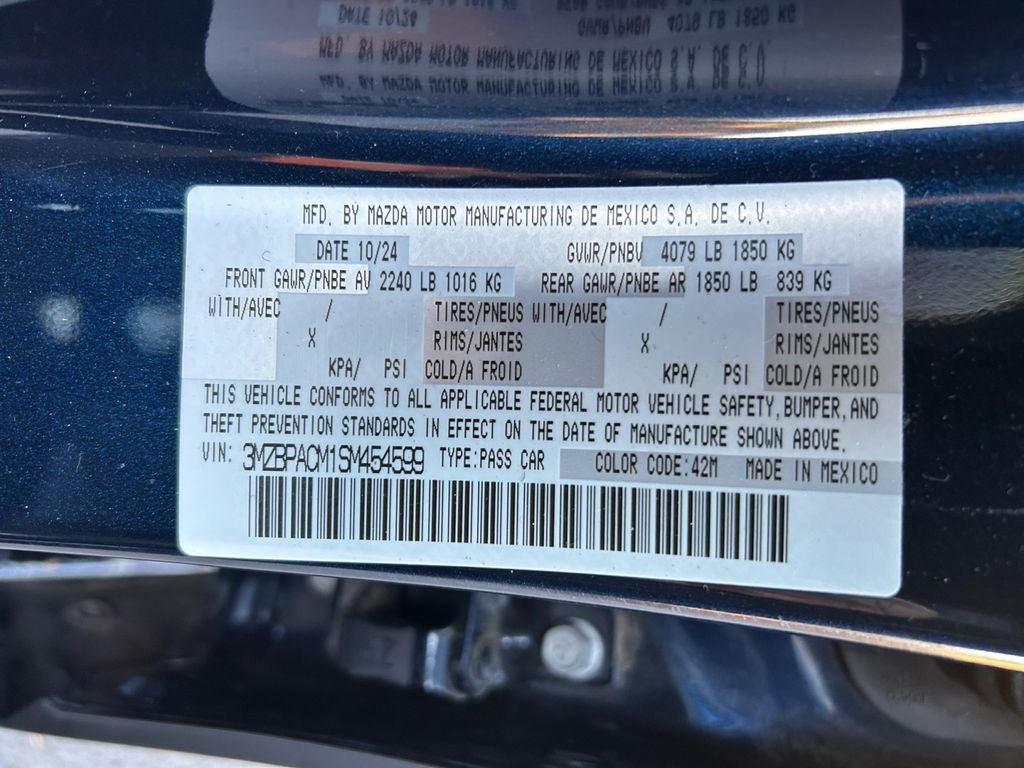 MFD. BY MAZDA MOTOR MANUFACTURING DE MEXICO S.A. DE C.V.
DATE 10/24 GVWR/PNBV 4079 LB 1850 KG
FRONT GAWR/PNBE AV 2240 LB 1016 KG REAR GAWR/PNBE AR 1850 LB 839 KG
WITH/AVEC / TIRES/PNEUS WITH/AVEC / TIRES/PNEUS
X RIMS/JANTES X RIMS/JANTES
KPA/ PSI COLD/A FROID KPA/ PSI COLD/A FROID
THIS VEHICLE CONFORMS TO ALL APPLICABLE FEDERAL MOTOR VEHICLE SAFETY, BUMPER, AND
THEFT PREVENTION STANDARDS IN EFFECT ON THE DATE OF MANUFACTURE SHOWN ABOVE.
VIN: 3MZBPACM1SM454599 TYPE:PASS CAR COLOR CODE:42M MADE IN MEXICO